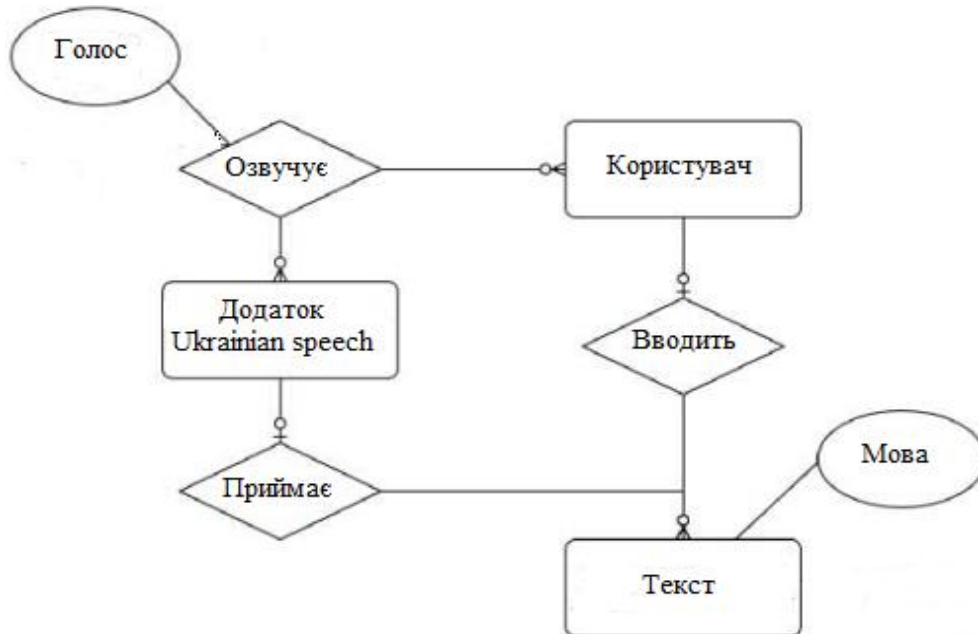 Голос
Озвучує
Користувач
Додаток
Ukrainian speech
Вводить
Мова
Приймає
Текст